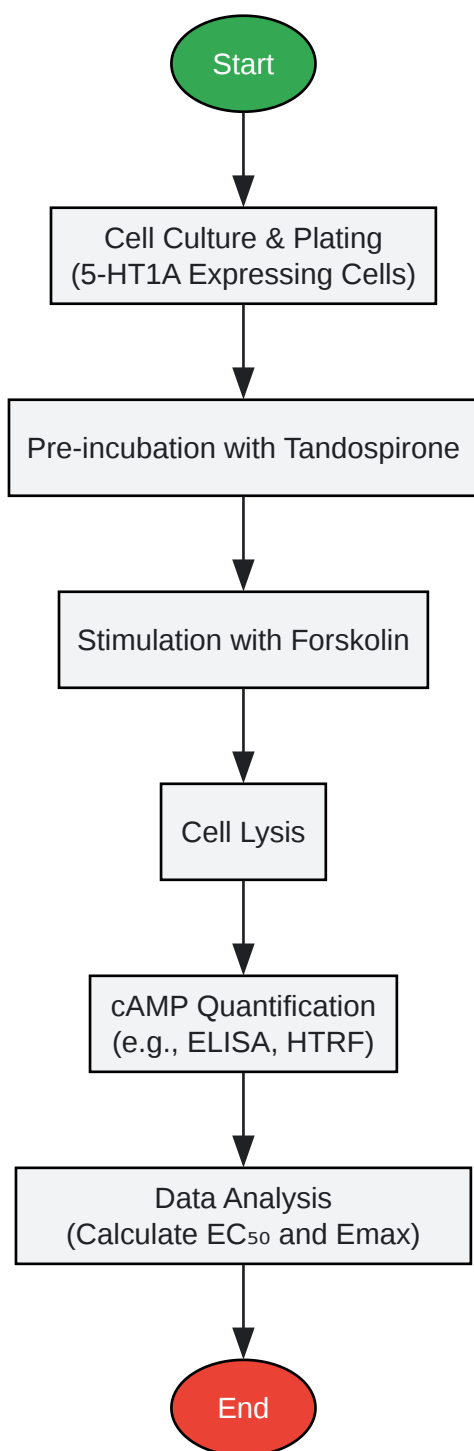 Start
Cell Culture & Plating
(5-HT1A Expressing Cells)
Pre-incubation with Tandospirone
Stimulation with Forskolin
Cell Lysis
cAMP Quantification
(e.g., ELISA, HTRF)
Data Analysis
(Calculate EC₅₀ and Emax)
End